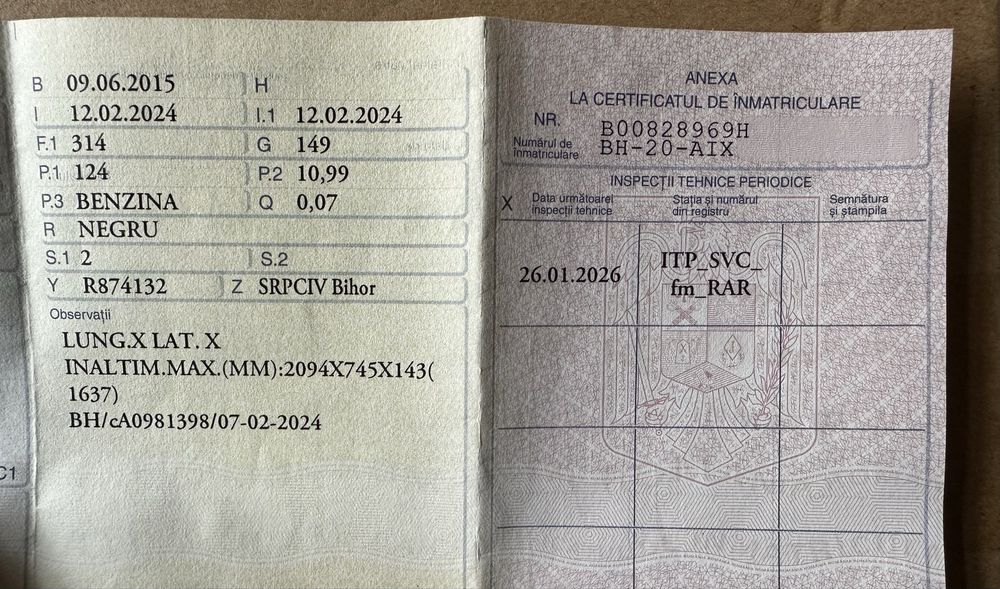 B 09.06.2015 H
I 12.02.2024 I.1 12.02.2024
F.1 314 G 149
P.1 124 P.2 10,99
P.3 BENZINA Q 0,07
R NEGRU
S.1 2 S.2
Y R874132 Z SRPCIV Bihor
Observații
LUNG.X LAT. X
INALTIM.MAX.(MM):2094X745X143(
1637)
BH/cA0981398/07-02-2024
C1
ANEXA
LA CERTIFICATUL DE ÎNMATRICULARE
NR. B00828969H
Numărul de
înmatriculare BH-20-AIX
INSPECȚII TEHNICE PERIODICE
X Data următoarei
inspecții tehnice
Stația și numărul
din registru
Semnătura
și ștampila
26.01.2026
ITP_SVC_
fm_RAR